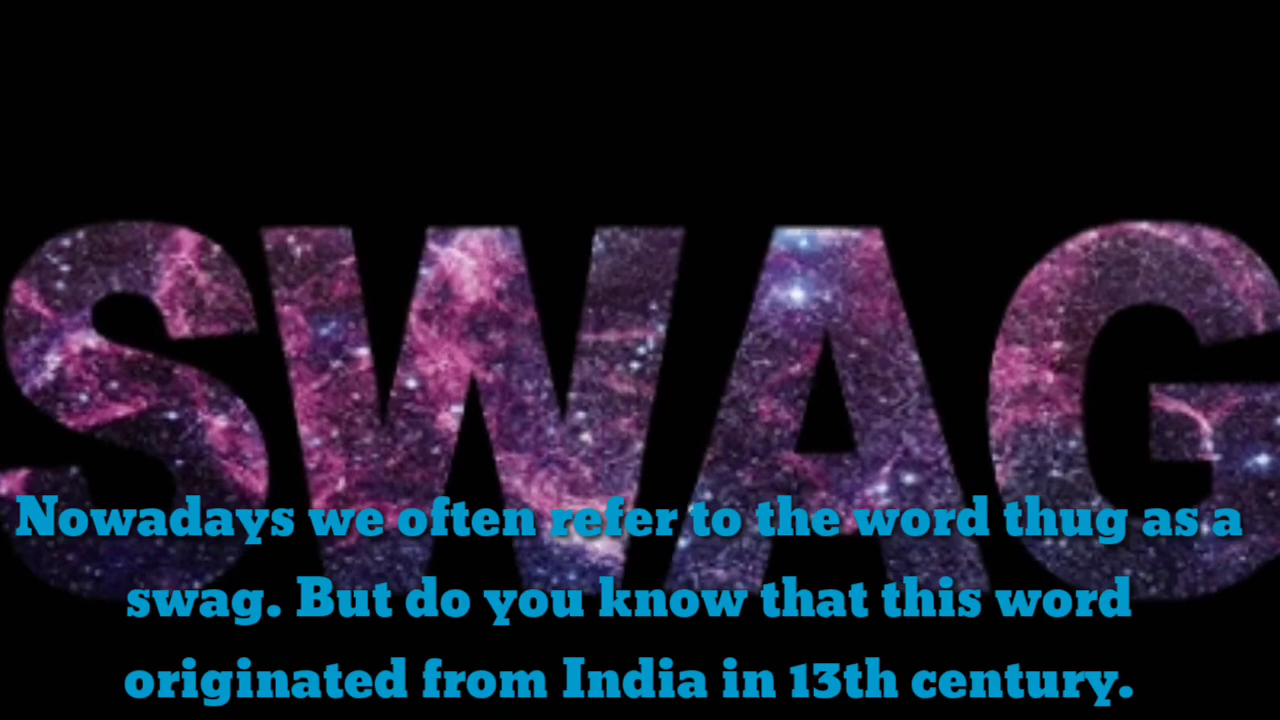 SWAG
Nowadays we often refer to the word thug as a
swag. But do you know that this word
originated from India in 13th century.